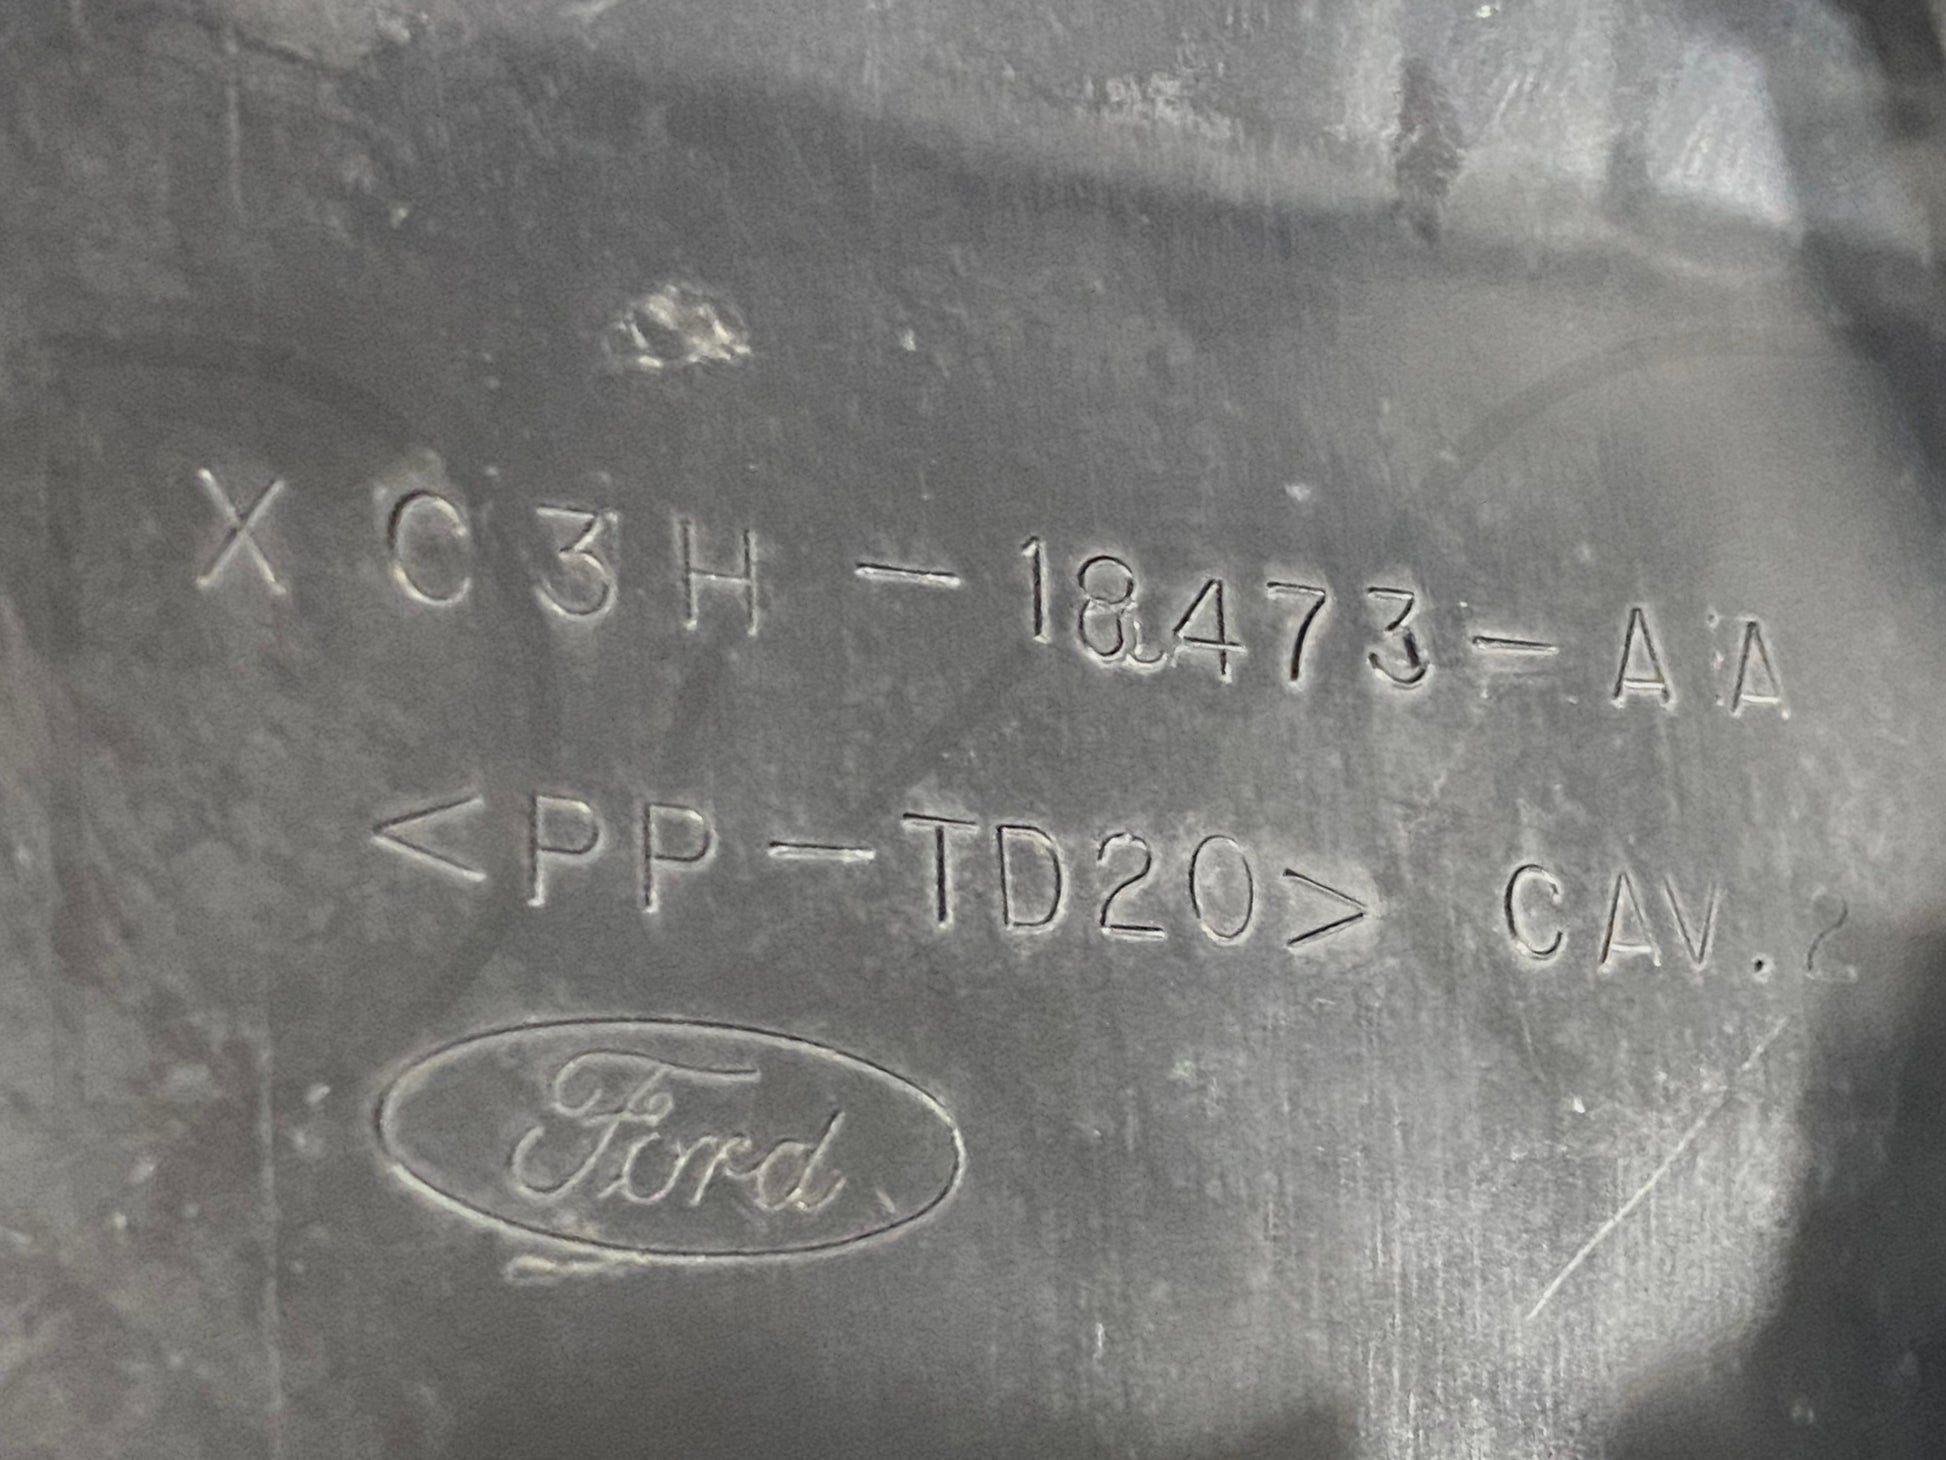 XC3H-18473-AA
<PP-TD20> CAV.2
Ford